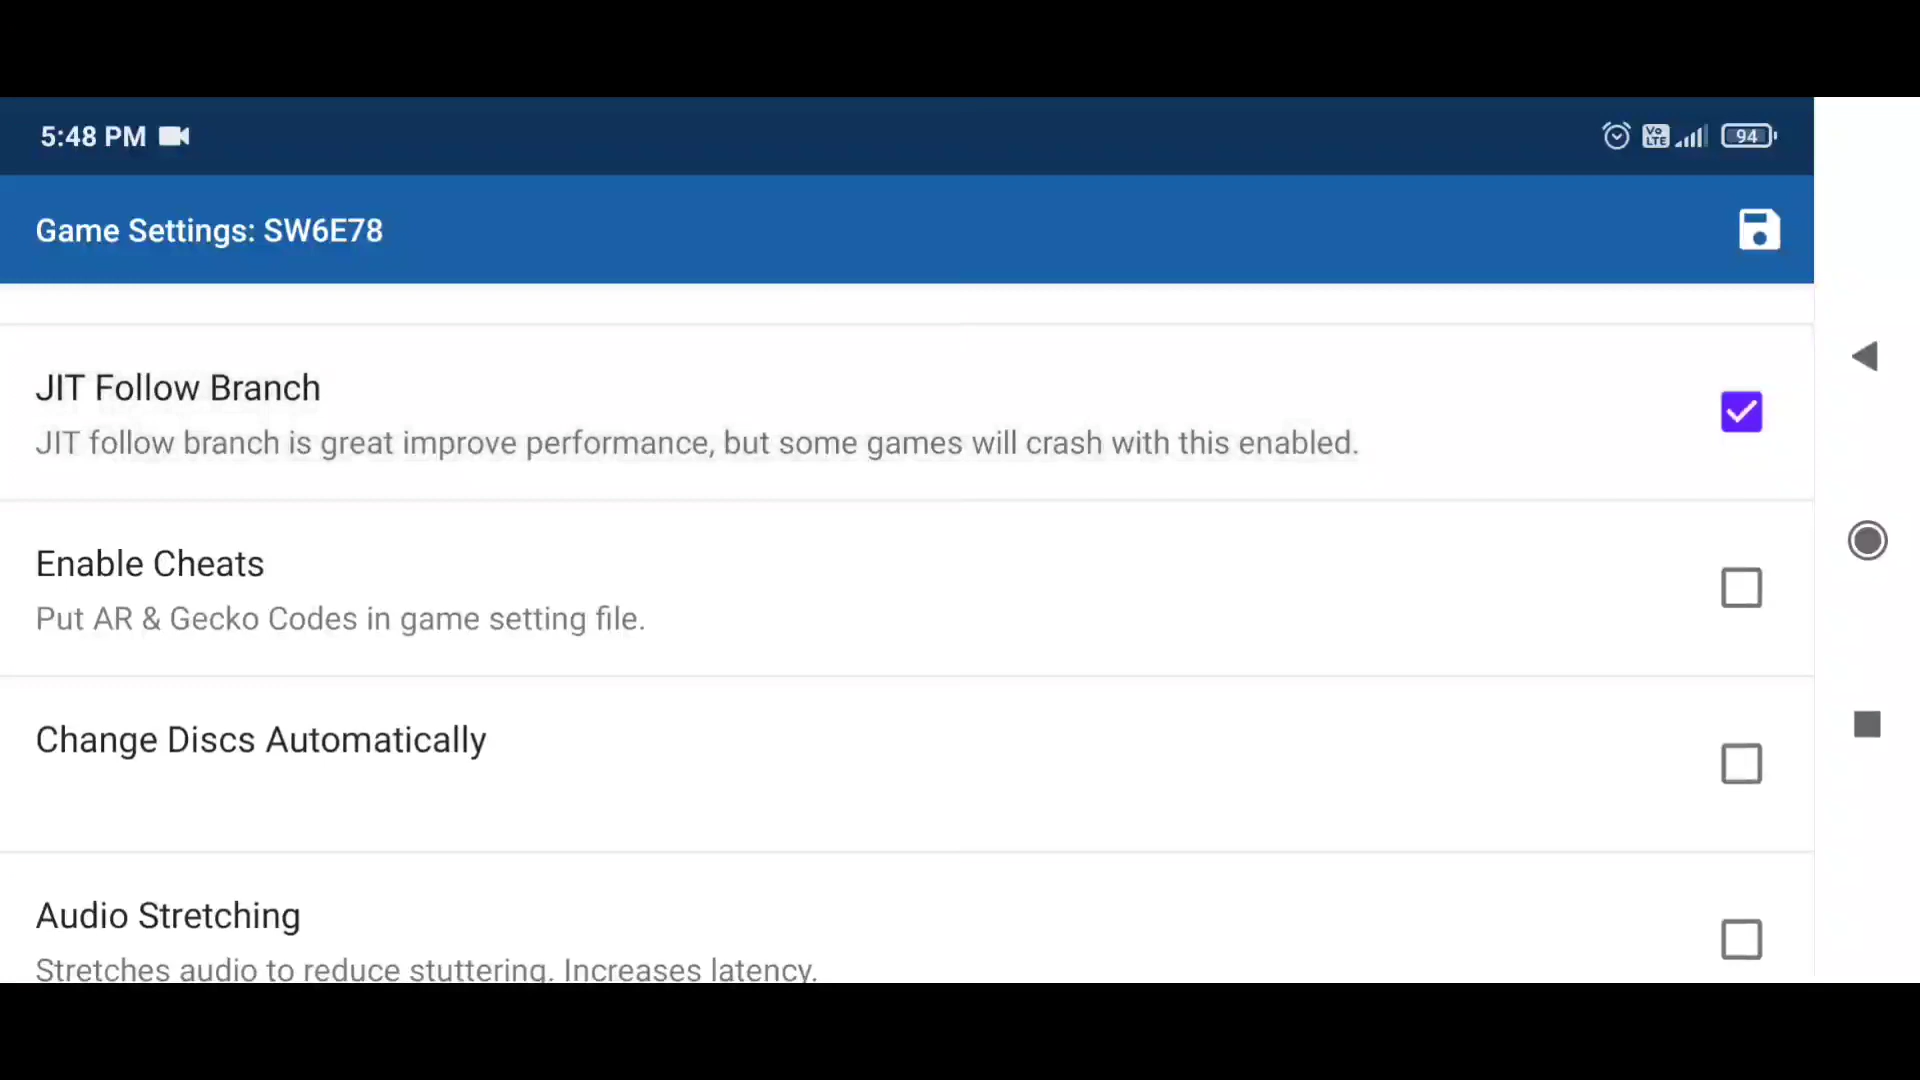 5:48 PM
Vo LTE
94
Game Settings: SW6E78
JIT Follow Branch
JIT follow branch is great improve performance, but some games will crash with this enabled.
Enable Cheats
Put AR & Gecko Codes in game setting file.
Change Discs Automatically
Audio Stretching
Stretches audio to reduce stuttering. Increases latency.